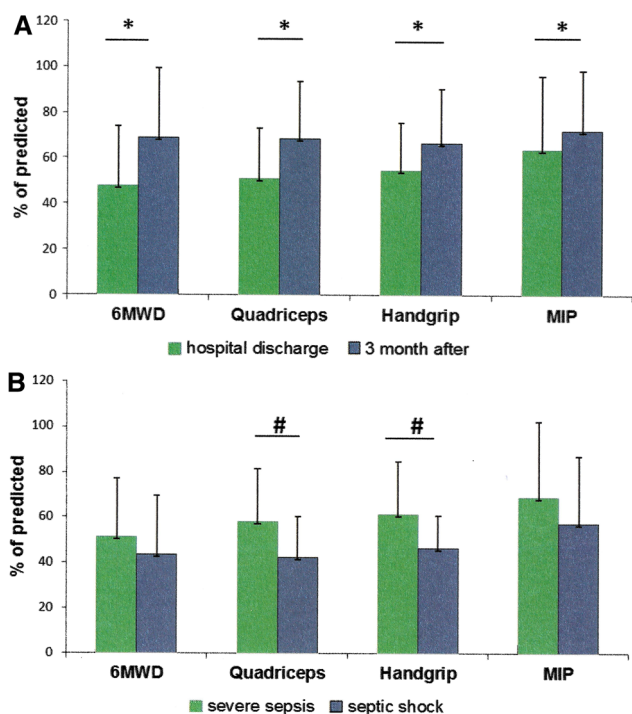 A
* * * *
120
100
80
60
40
20
0
% of predicted
6MWD Quadriceps Handgrip MIP
hospital discharge 3 month after
B
# #
120
100
80
60
40
20
0
% of predicted
6MWD Quadriceps Handgrip MIP
severe sepsis septic shock